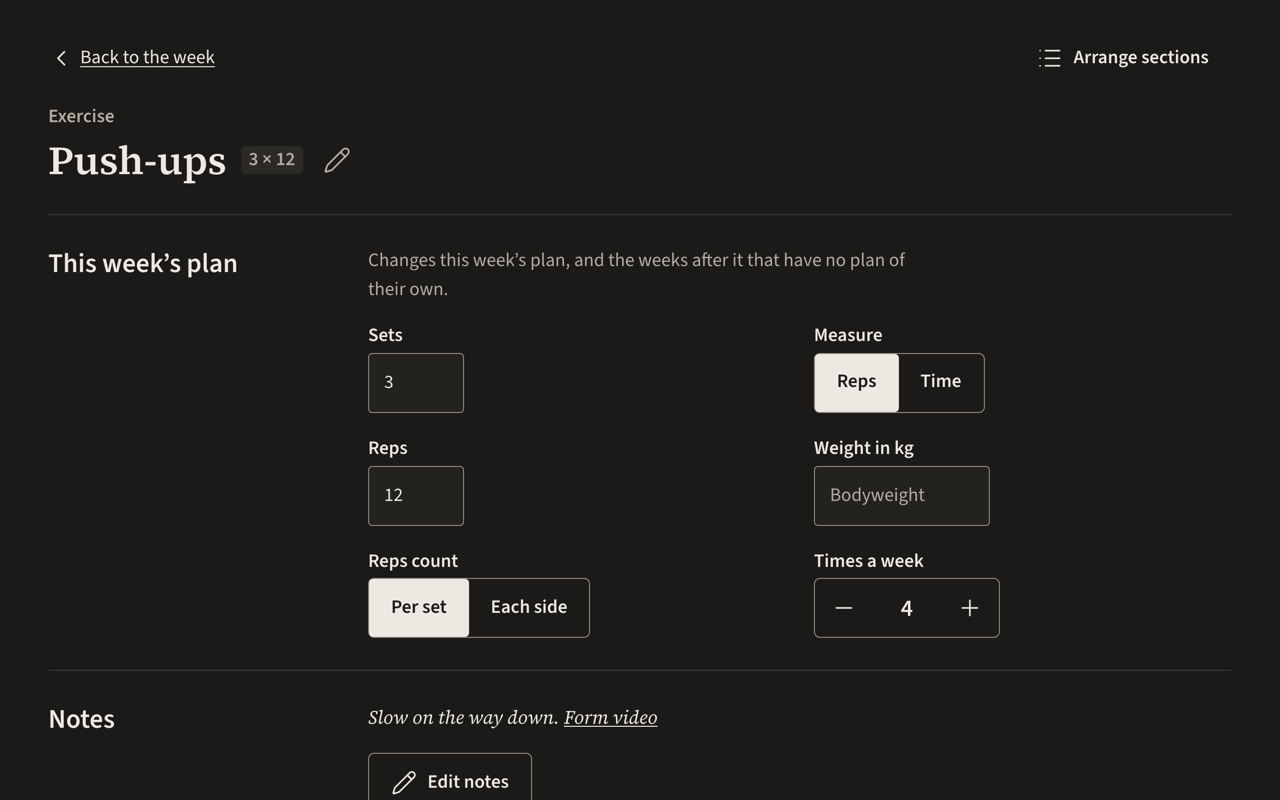 Back to the week
Arrange sections
Exercise
Push-ups 3 × 12
This week’s plan
Changes this week’s plan, and the weeks after it that have no plan of
their own.
Sets
3
Measure
Reps Time
Reps
12
Weight in kg
Bodyweight
Reps count
Per set Each side
Times a week
4
Notes
Slow on the way down. Form video
Edit notes